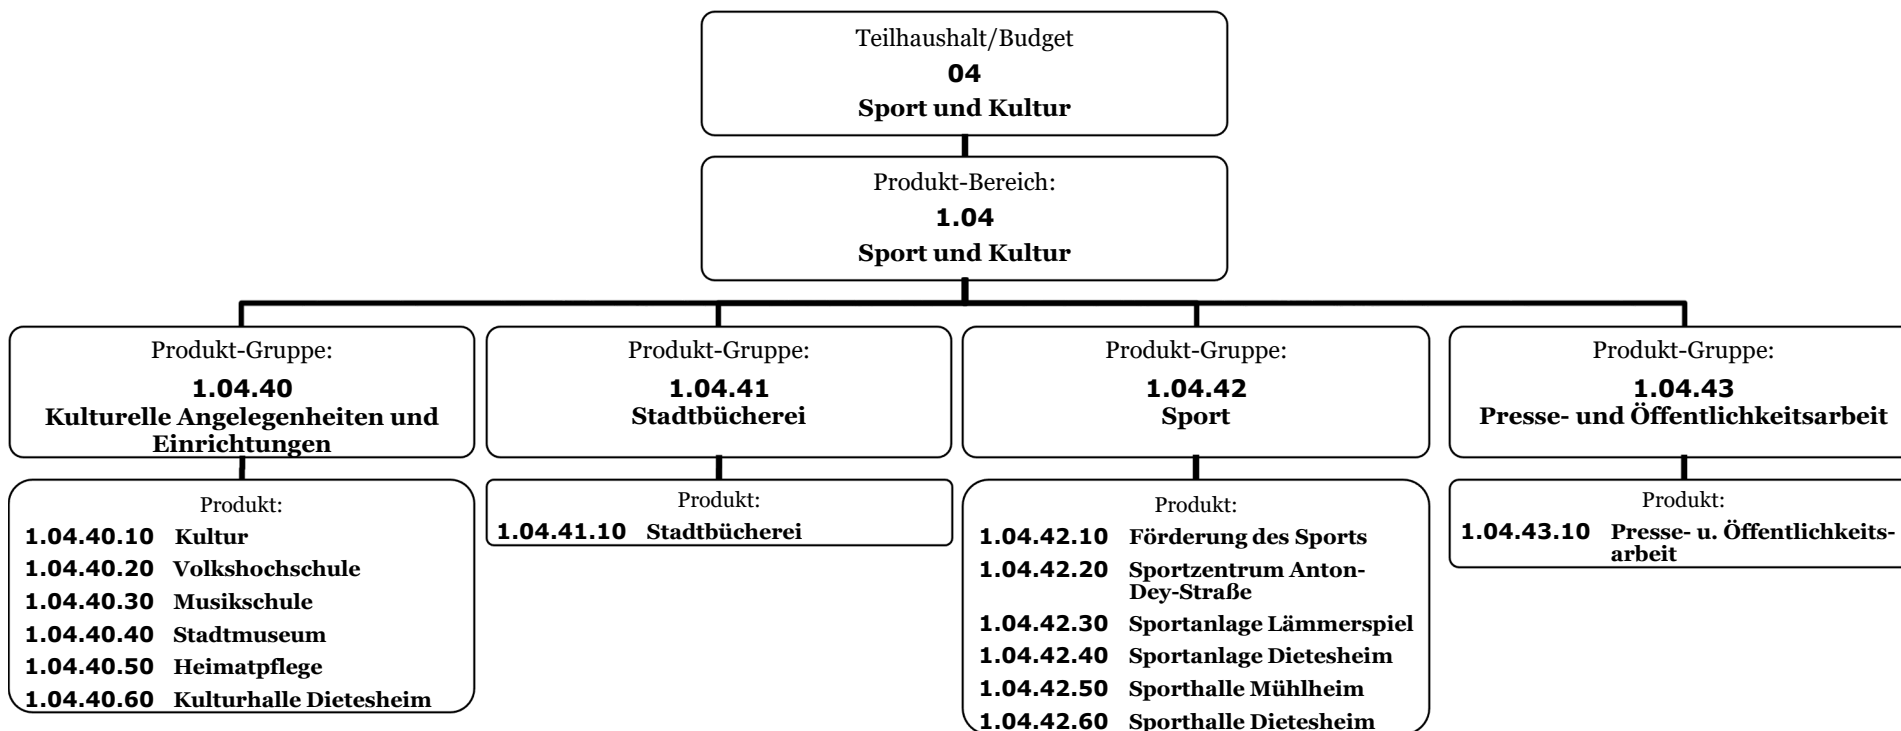 Teilhaushalt/Budget
04
Sport und Kultur
Produkt-Bereich:
1.04
Sport und Kultur
Produkt-Gruppe:
1.04.40
Kulturelle Angelegenheiten und
Einrichtungen
Produkt-Gruppe:
1.04.41
Stadtbücherei
Produkt-Gruppe:
1.04.42
Sport
Produkt-Gruppe:
1.04.43
Presse- und Öffentlichkeitsarbeit
Produkt:
1.04.40.10 Kultur
1.04.40.20 Volkshochschule
1.04.40.30 Musikschule
1.04.40.40 Stadtmuseum
1.04.40.50 Heimatpflege
1.04.40.60 Kulturhalle Dietesheim
Produkt:
1.04.41.10 Stadtbücherei
Produkt:
1.04.42.10 Förderung des Sports
1.04.42.20 Sportzentrum Anton-
Dey-Straße
1.04.42.30 Sportanlage Lämmerspiel
1.04.42.40 Sportanlage Dietesheim
1.04.42.50 Sporthalle Mühlheim
1.04.42.60 Sporthalle Dietesheim
Produkt:
1.04.43.10 Presse- u. Öffentlichkeits-
arbeit